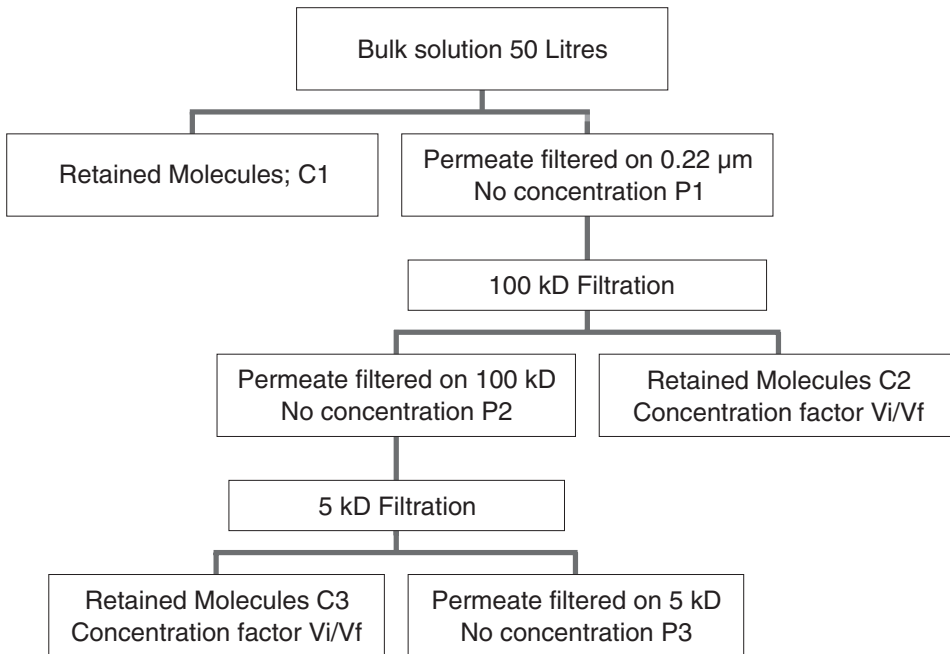 Bulk solution 50 Litres
Retained Molecules; C1
Permeate filtered on 0.22 µm
No concentration P1
100 kD Filtration
Permeate filtered on 100 kD
No concentration P2
Retained Molecules C2
Concentration factor Vi/Vf
5 kD Filtration
Retained Molecules C3
Concentration factor Vi/Vf
Permeate filtered on 5 kD
No concentration P3